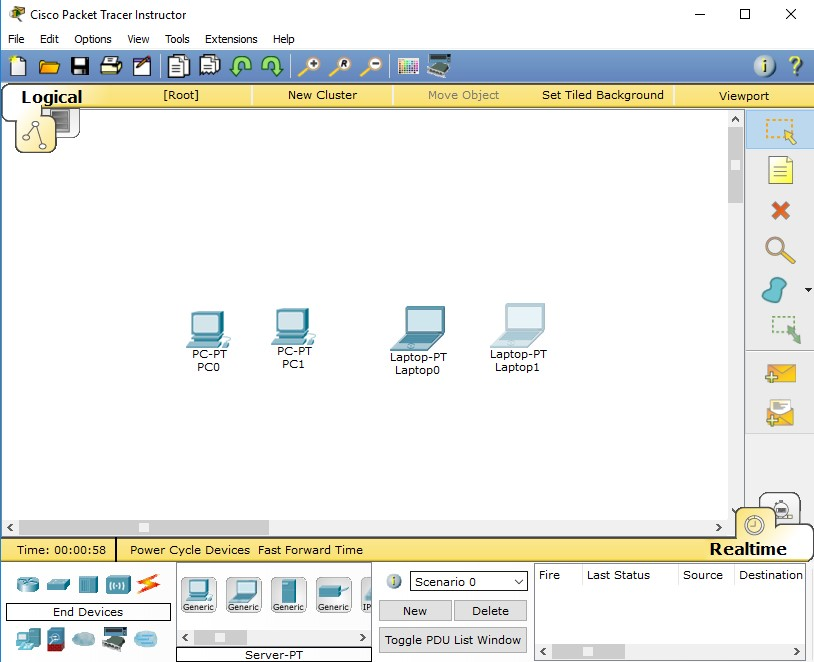 Cisco Packet Tracer Instructor
File Edit Options View Tools Extensions Help
Logical [Root] New Cluster Move Object Set Tiled Background Viewport
PC-PT PC-PT Laptop-PT Laptop-PT
PC0 PC1 Laptop0 Laptop1
Time: 00:00:58 Power Cycle Devices Fast Forward Time Realtime
End Devices
Generic Generic Generic Generic IP
Server-PT
Scenario 0
New Delete
Toggle PDU List Window
Fire Last Status Source Destination